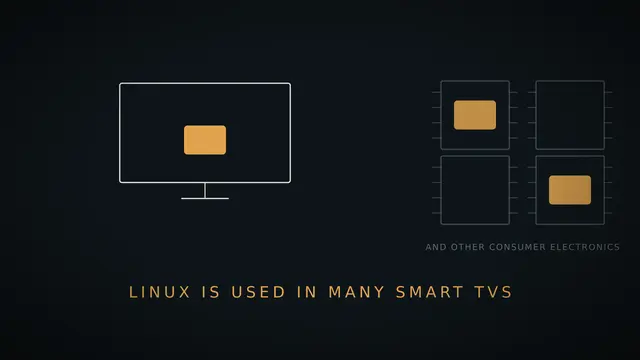 AND OTHER CONSUMER ELECTRONICS
LINUX IS USED IN MANY SMART TVS